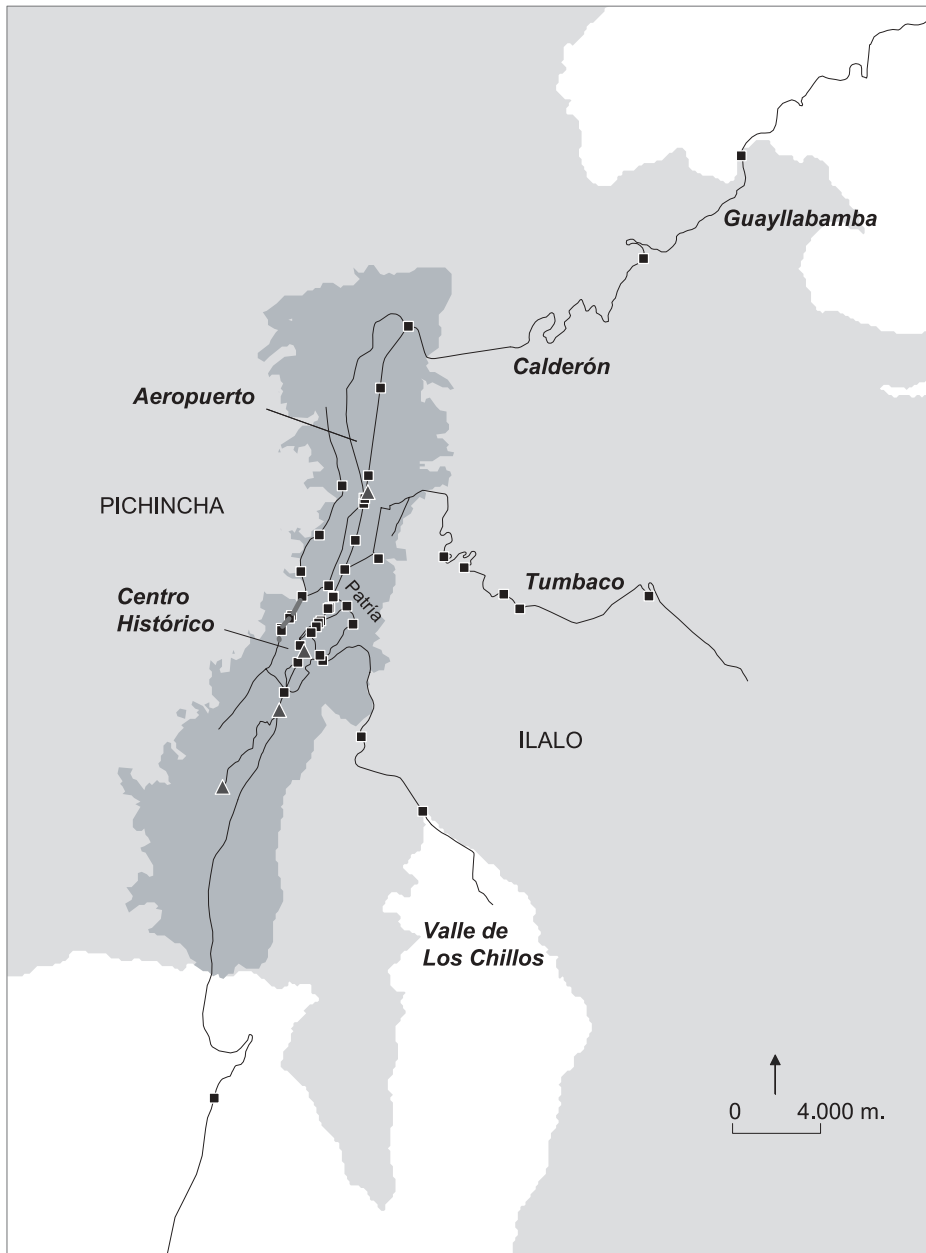 Guayllabamba
Calderón
Aeropuerto
PICHINCHA
Tumbaco
Patria
Centro
Histórico
ILALO
Valle de
Los Chillos
0 4.000 m.